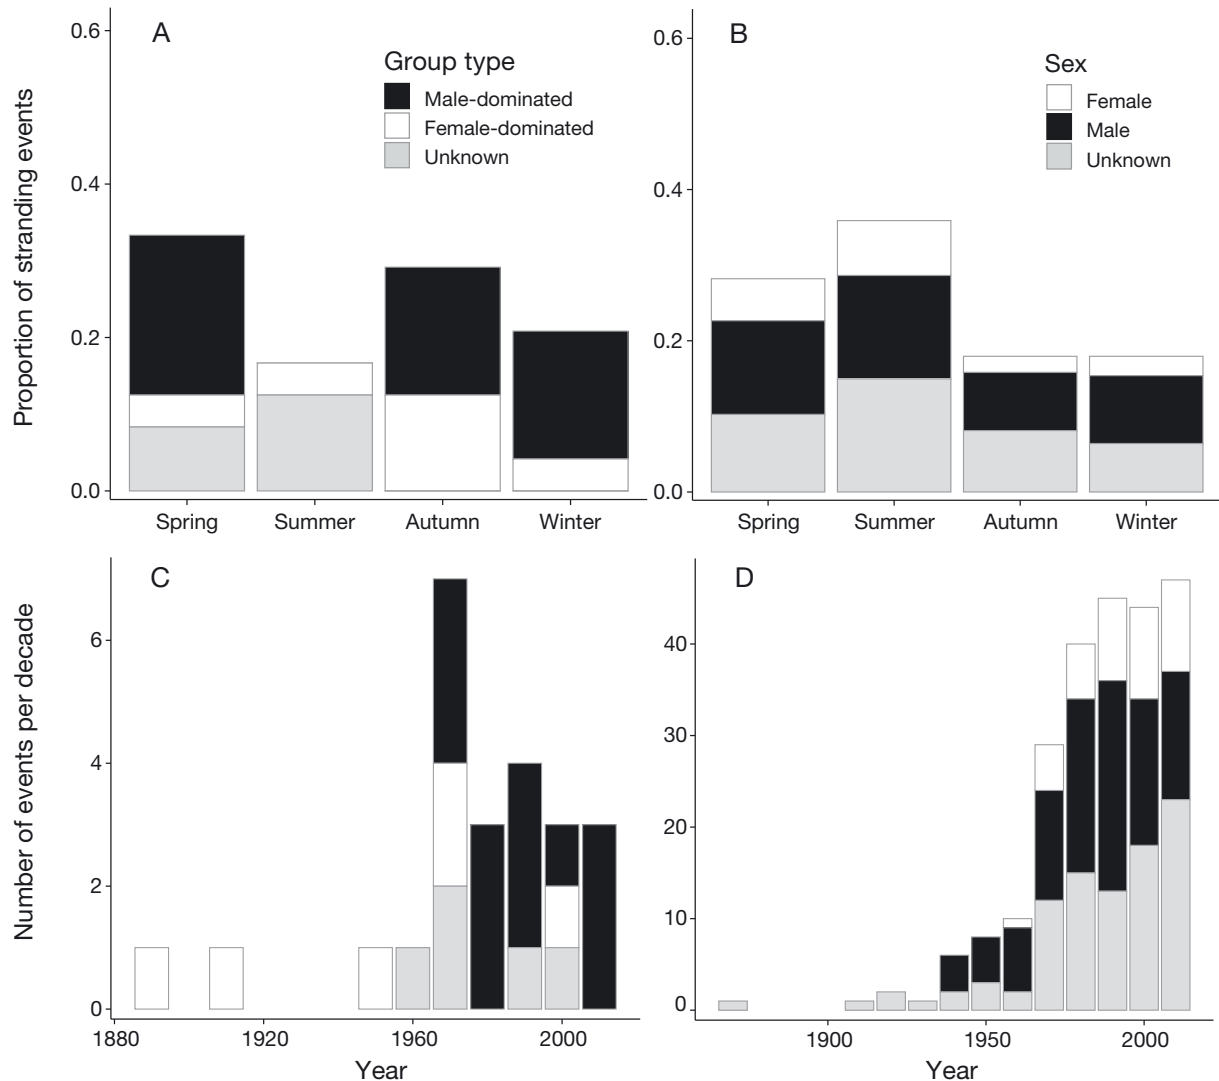 A
0.6
0.4
0.2
0.0
Proportion of stranding events
Group type
Male-dominated
Female-dominated
Unknown
Spring
Summer
Autumn
Winter
B
0.6
0.4
0.2
0.0
Sex
Female
Male
Unknown
Spring
Summer
Autumn
Winter
C
6
4
2
0
Number of events per decade
1880
1920
1960
2000
Year
D
40
30
20
10
0
1900
1950
2000
Year